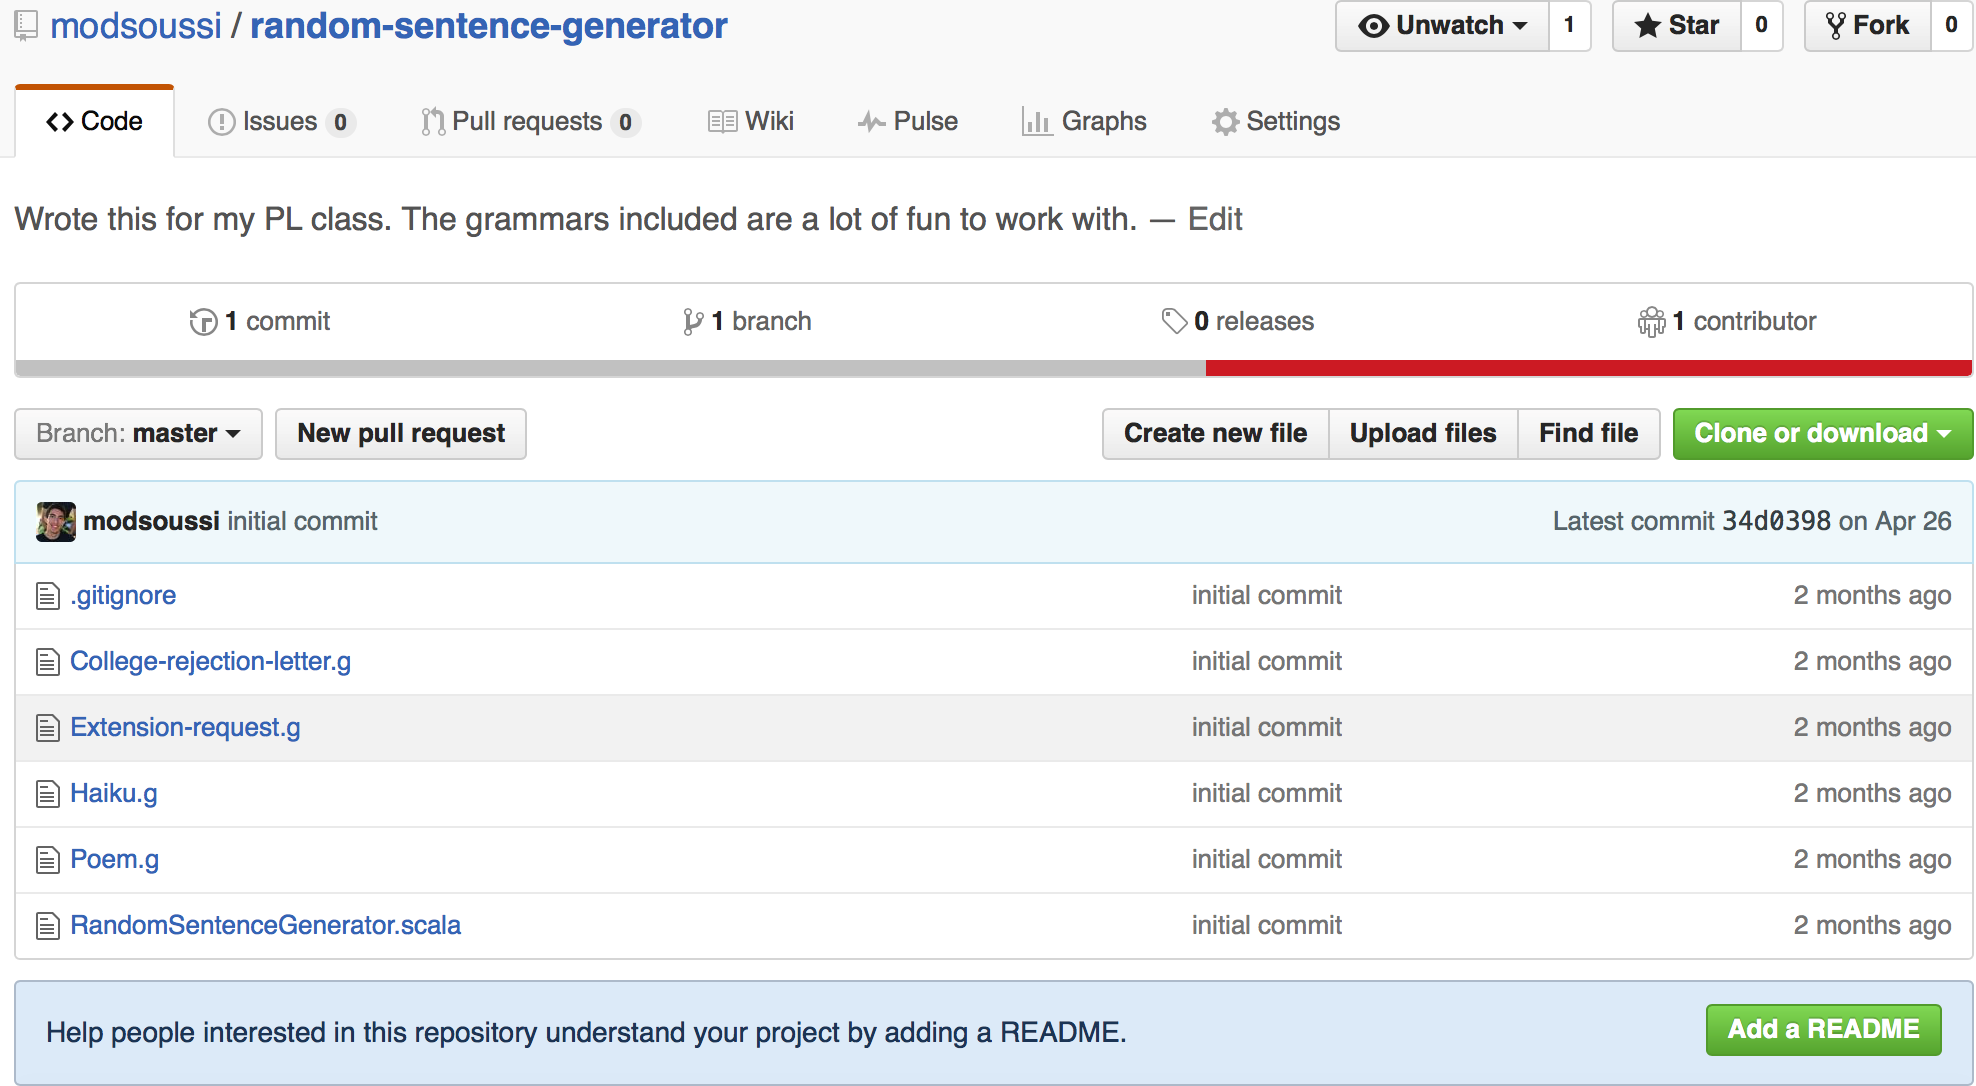 modsoussi / random-sentence-generator Unwatch 1 Star 0 Fork 0
Code Issues 0 Pull requests 0 Wiki Pulse Graphs Settings
Wrote this for my PL class. The grammars included are a lot of fun to work with. — Edit
1 commit 1 branch 0 releases 1 contributor
Branch: master New pull request Create new file Upload files Find file Clone or download
modsoussi initial commit Latest commit 34d0398 on Apr 26
.gitignore initial commit 2 months ago
College-rejection-letter.g initial commit 2 months ago
Extension-request.g initial commit 2 months ago
Haiku.g initial commit 2 months ago
Poem.g initial commit 2 months ago
RandomSentenceGenerator.scala initial commit 2 months ago
Help people interested in this repository understand your project by adding a README. Add a README